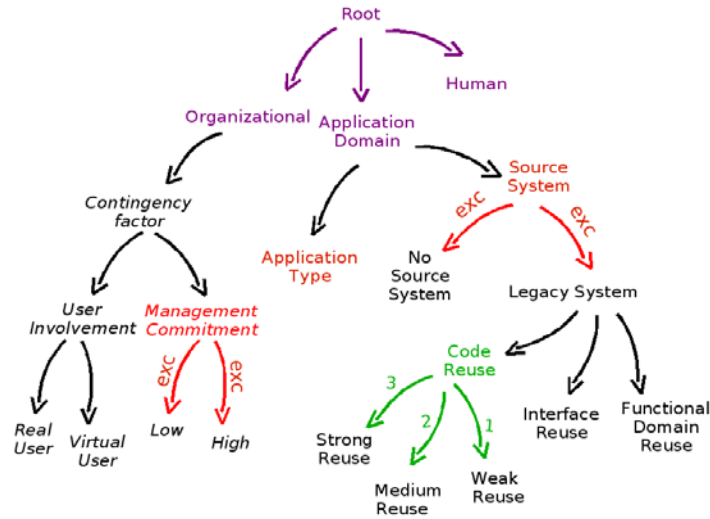 Root
Human
Organizational
Application
Domain
Source
System
exc
exc
Contingency
factor
Application
Type
No
Source
System
Legacy System
User
Involvement
Management
Commitment
Code
Reuse
exc
exc
3
2
1
Real
User
Virtual
User
Low
High
Strong
Reuse
Medium
Reuse
Weak
Reuse
Interface
Reuse
Functional
Domain
Reuse